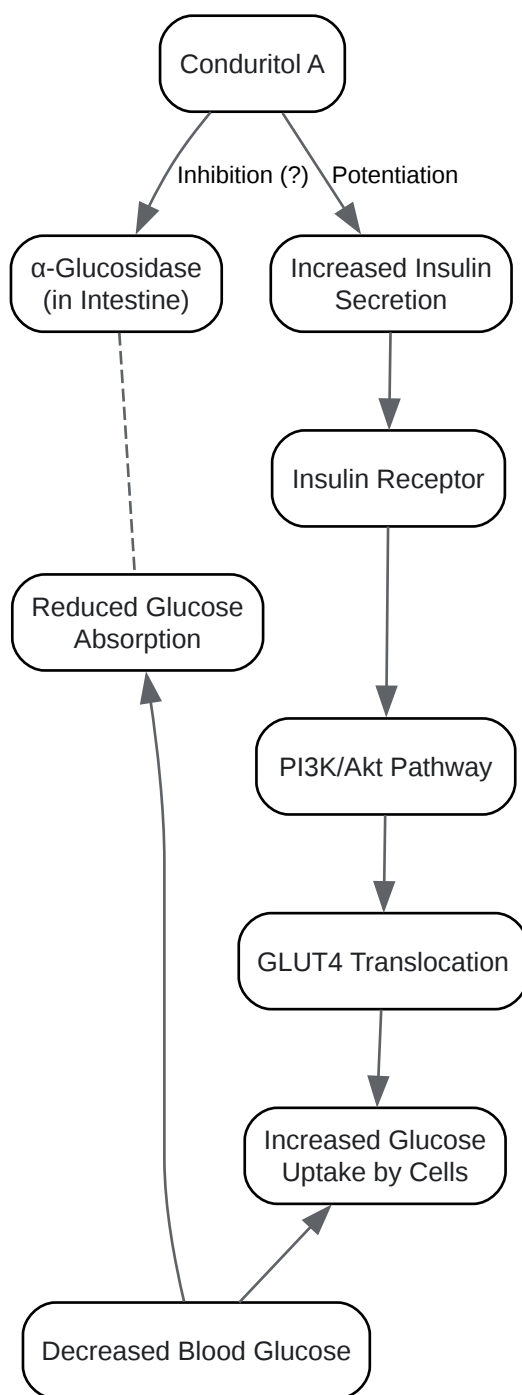 Conduritol A
Inhibition (?)
Potentiation
α-Glucosidase
(in Intestine)
Increased Insulin
Secretion
Insulin Receptor
Reduced Glucose
Absorption
PI3K/Akt Pathway
GLUT4 Translocation
Increased Glucose
Uptake by Cells
Decreased Blood Glucose